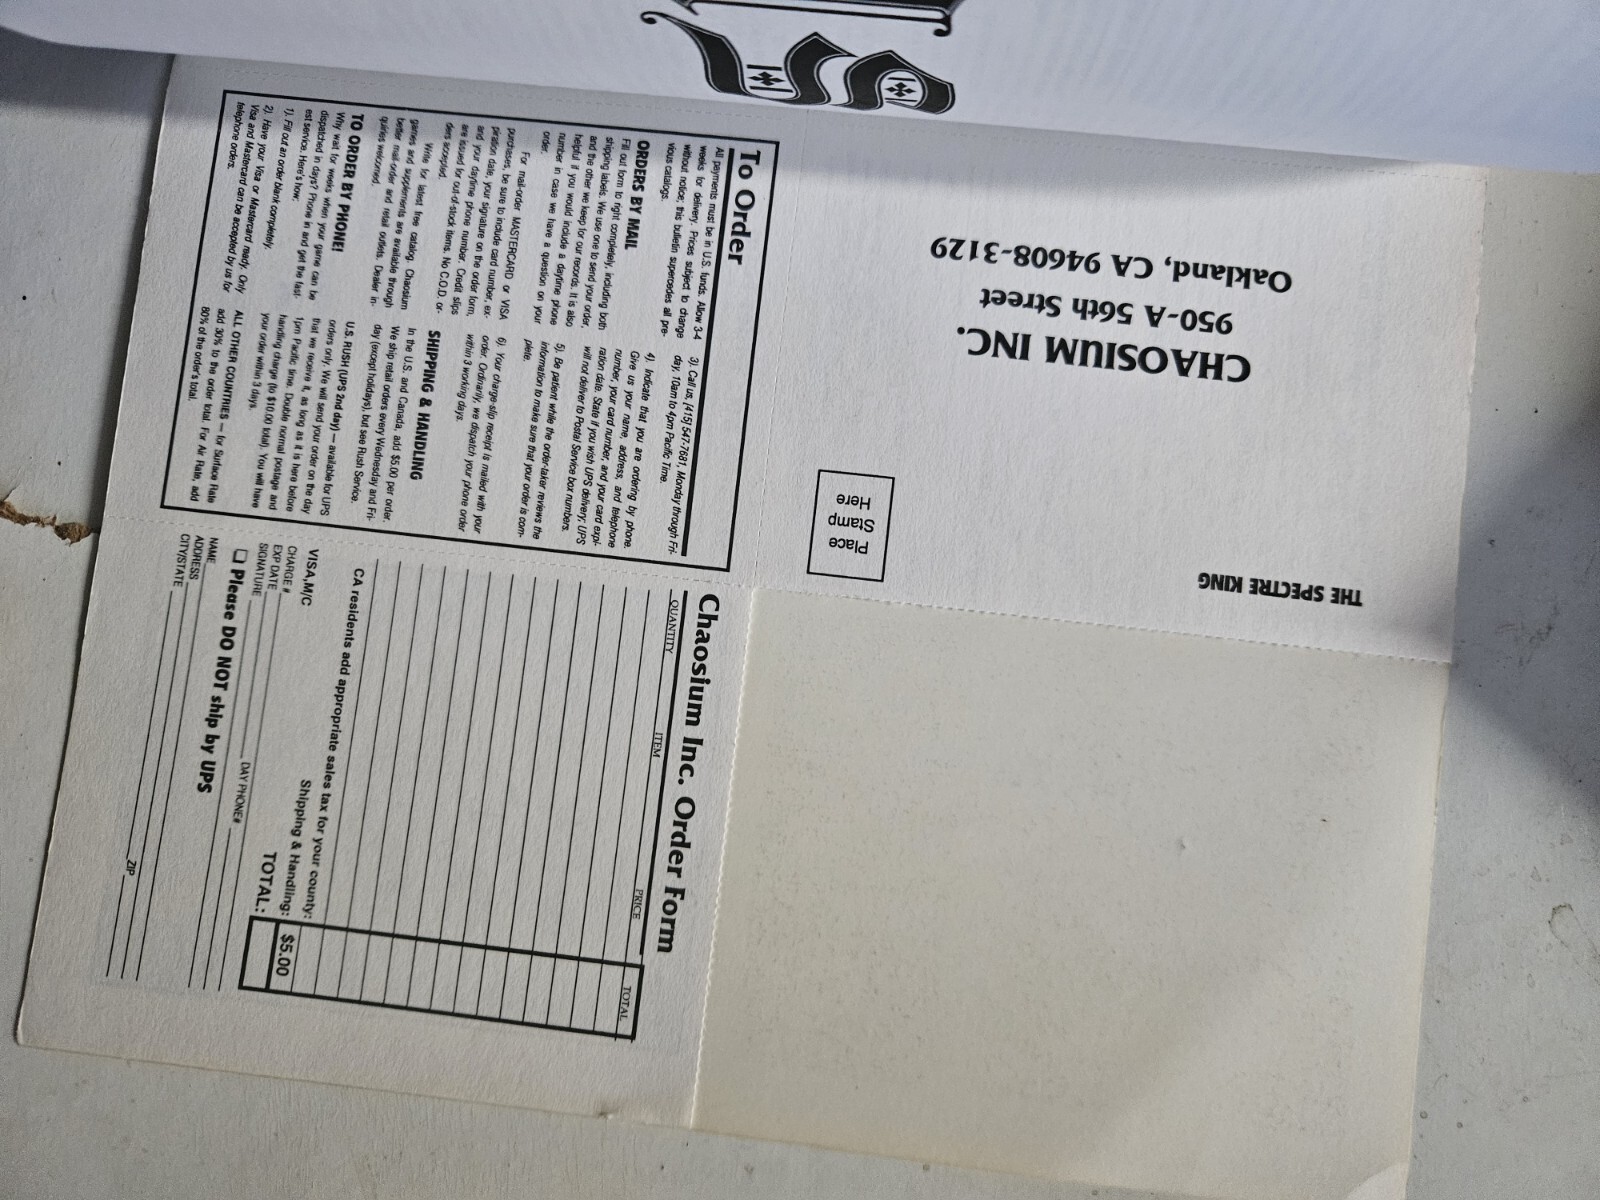 THE SPECTRE KING
Place
Stamp
Here
CHAOSIUM INC.
950-A 56th Street
Oakland, CA 94608-3129
To Order
All payments must be in U.S. funds. Allow 3-4
weeks for delivery. Prices subject to change
without notice; this bulletin supercedes all pre-
vious catalogs.
ORDERS BY MAIL
Fill out form to right completely, including both
shipping labels. We use one to send your order,
and the other we keep for our records. It is also
helpful if you would include a daytime phone
number in case we have a question on your
order.
For mail-order MASTERCARD or VISA
purchases, be sure to include card number, ex-
piration date, your signature on the order form,
and your daytime phone number. Credit slips
are issued for out-of-stock items. No C.O.D. or-
ders accepted.
Write for latest free catalog. Chaosium
games and supplements are available through
better mail-order and retail outlets. Dealer in-
quiries welcomed.
TO ORDER BY PHONE!
Why wait for weeks when your game can be
dispatched in days? Phone in and get the fast-
est service. Here's how;
1). Fill out an order blank completely.
2). Have your Visa or Mastercard ready. Only
Visa and Mastercard can be accepted by us for
telephone orders.
3). Call us, [415] 547-7681, Monday through Fri-
day, 10am to 4pm Pacific Time.
4). Indicate that you are ordering by phone.
Give us your name, address, and telephone
number, your card number, and your card expi-
ration date. State if you wish UPS delivery; UPS
will not deliver to Postal Service box numbers.
5). Be patient while the order-taker reviews the
information to make sure that your order is com-
plete.
6). Your charge-slip receipt is mailed with your
order. Ordinarily, we dispatch your phone order
within 3 working days.
SHIPPING & HANDLING
In the U.S. and Canada, add $5.00 per order.
We ship retail orders every Wednesday and Fri-
day (except holidays), but see Rush Service.
U.S. RUSH (UPS 2nd day) — available for UPS
orders only. We will send your order on the day
that we receive it, as long as it is here before
1pm Pacific time. Double normal postage and
handling charge (to $10.00 total). You will have
your order within 3 days.
ALL OTHER COUNTRIES — for Surface Rate
add 30% to the order total. For Air Rate, add
80% of the order's total.
Chaosium Inc. Order Form
QUANTITY ITEM PRICE TOTAL
CA residents add appropriate sales tax for your county:
VISA,M/C Shipping & Handling: $5.00
CHARGE #
EXP DATE TOTAL:
SIGNATURE DAY PHONE#
Please DO NOT ship by UPS
NAME
ADDRESS
CITY/STATE ZIP